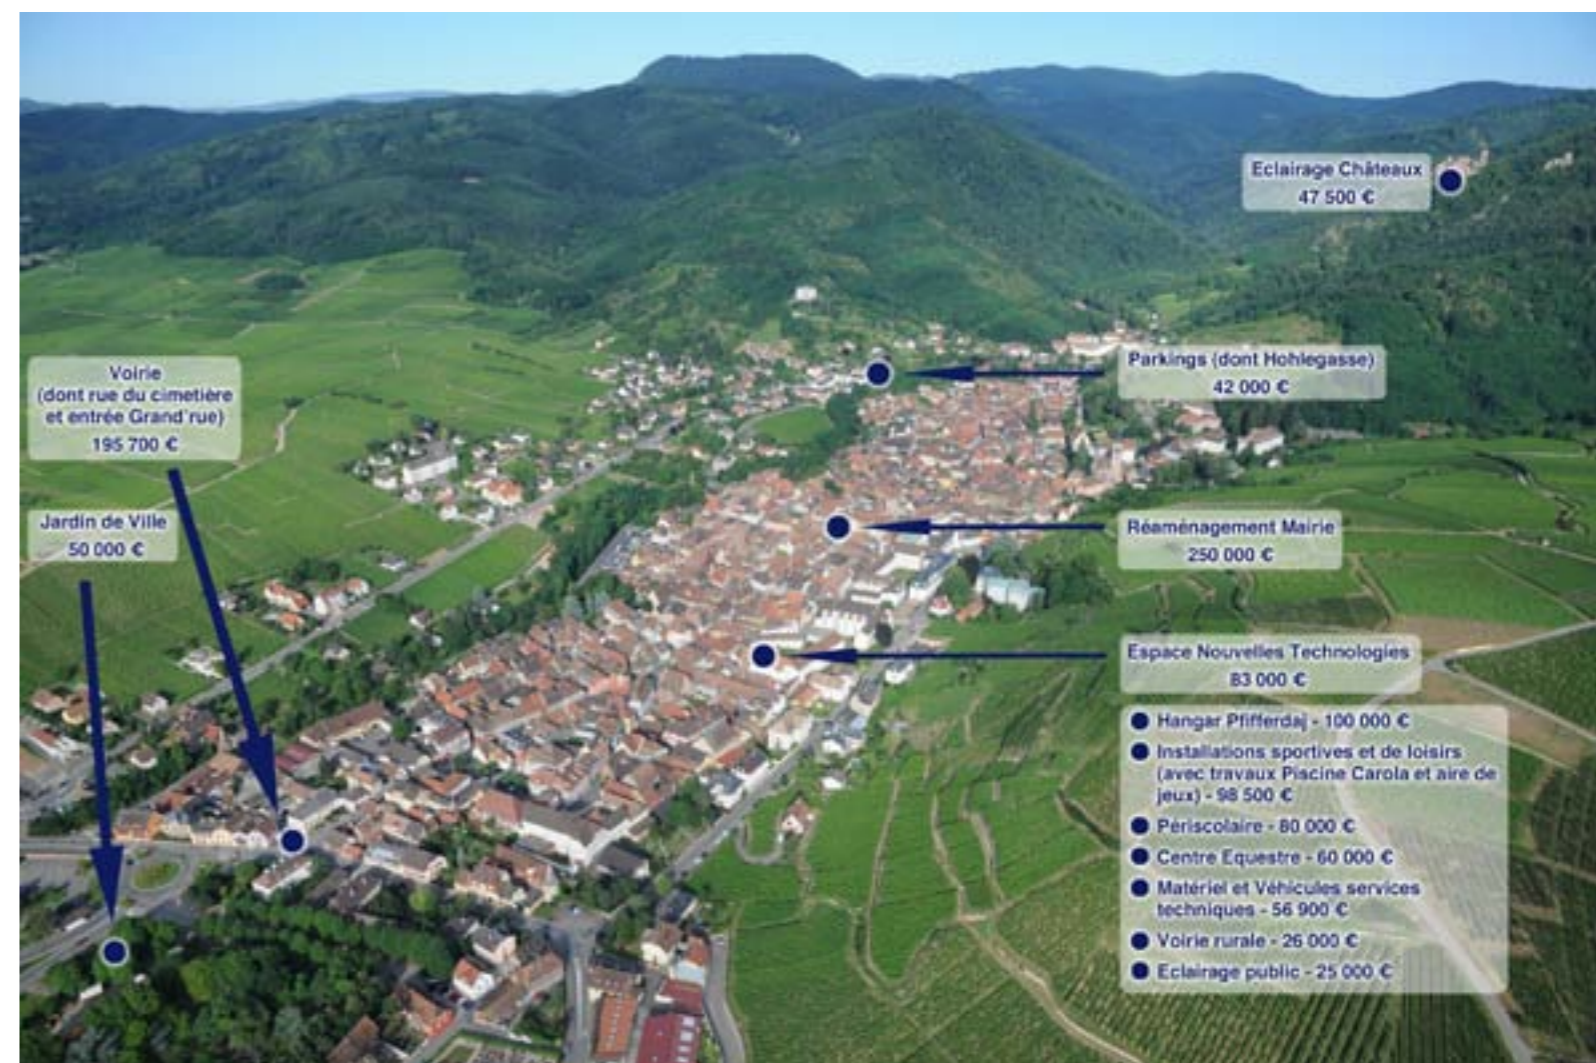 Eclairage Châteaux
47 500 €
Voirie
(dont rue du cimetière
et entrée Grand'rue)
195 700 €
Parkings (dont Hohlegasse)
42 000 €
Jardin de Ville
50 000 €
Réaménagement Mairie
250 000 €
Espace Nouvelles Technologies
83 000 €
Hangar Pfifferdaj - 100 000 €
Installations sportives et de loisirs
(avec travaux Piscine Carola et aire de
jeux) - 98 500 €
Périscolaire - 80 000 €
Centre Equestre - 60 000 €
Matériel et Véhicules services
techniques - 56 900 €
Voirie rurale - 26 000 €
Eclairage public - 25 000 €